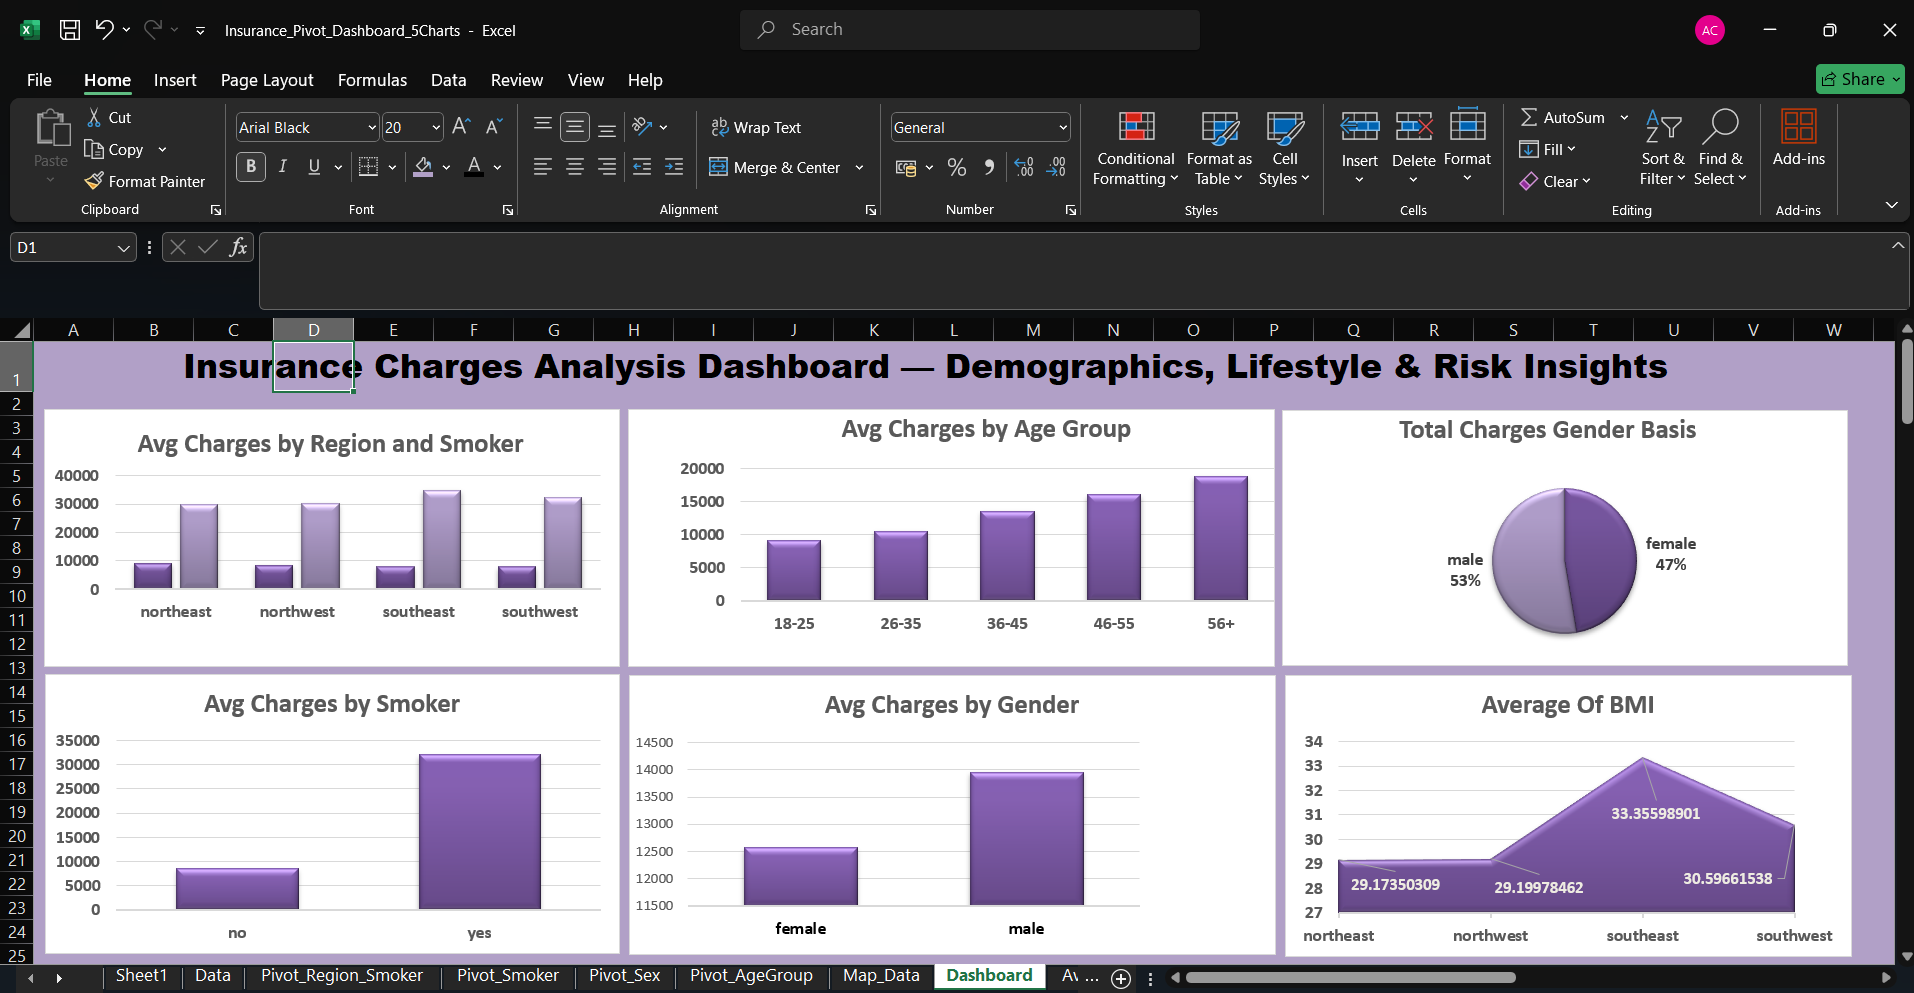 Insurance_Pivot_Dashboard_5Charts - Excel
Search
AC
File Home Insert Page Layout Formulas Data Review View Help
Share
Paste
Cut
Copy
Format Painter
Clipboard
Arial Black 20
B I U
Font
Wrap Text
Merge & Center
Alignment
General
Number
Conditional Formatting
Format as Table
Cell Styles
Styles
Insert Delete Format
Cells
AutoSum
Fill
Clear
Sort & Filter
Find & Select
Editing
Add-ins
Add-ins
D1
fx
A B C D E F G H I J K L M N O P Q R S T U V W
1
2
3
4
5
6
7
8
9
10
11
12
13
14
15
16
17
18
19
20
21
22
23
24
25
Insurance Charges Analysis Dashboard — Demographics, Lifestyle & Risk Insights
Avg Charges by Region and Smoker
40000
30000
20000
10000
0
northeast northwest southeast southwest
Avg Charges by Age Group
20000
15000
10000
5000
0
18-25 26-35 36-45 46-55 56+
Total Charges Gender Basis
male
53%
female
47%
Avg Charges by Smoker
35000
30000
25000
20000
15000
10000
5000
0
no yes
Avg Charges by Gender
14500
14000
13500
13000
12500
12000
11500
female male
Average Of BMI
34
33
32
31
30
29
28
27
29.17350309
29.19978462
33.35598901
30.59661538
northeast northwest southeast southwest
Sheet1 Data Pivot_Region_Smoker Pivot_Smoker Pivot_Sex Pivot_AgeGroup Map_Data Dashboard Av ...